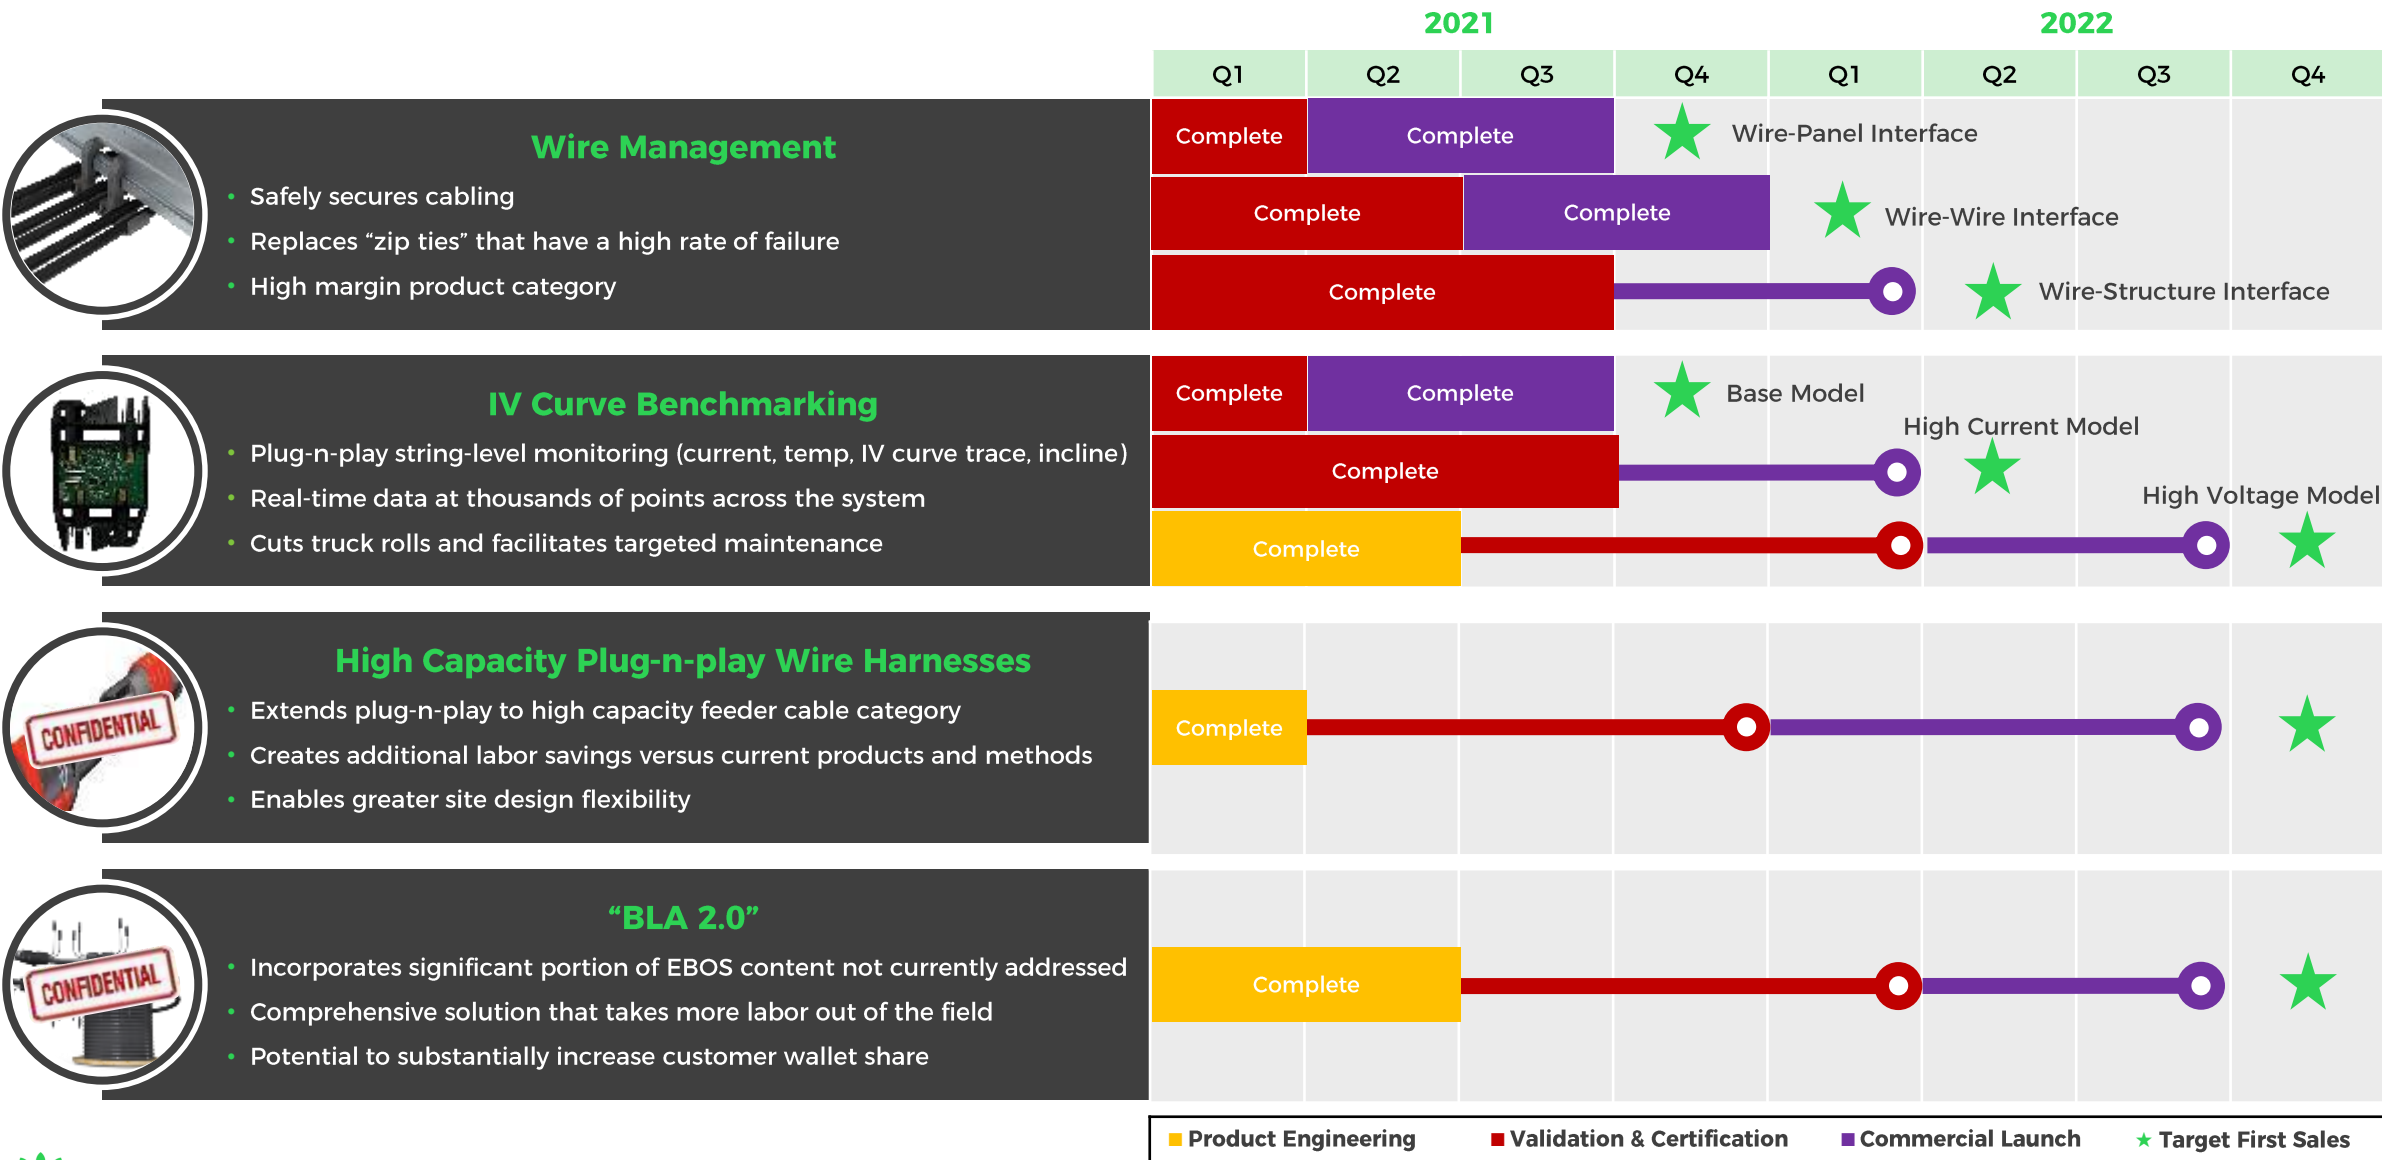 2021 2022
Q1 Q2 Q3 Q4 Q1 Q2 Q3 Q4
Wire Management
• Safely secures cabling
• Replaces “zip ties” that have a high rate of failure
• High margin product category
Complete Complete Wire-Panel Interface
Complete Complete Wire-Wire Interface
Complete Wire-Structure Interface
IV Curve Benchmarking
• Plug-n-play string-level monitoring (current, temp, IV curve trace, incline)
• Real-time data at thousands of points across the system
• Cuts truck rolls and facilitates targeted maintenance
Complete Complete Base Model
High Current Model
Complete
High Voltage Model
Complete
CONFIDENTIAL
High Capacity Plug-n-play Wire Harnesses
• Extends plug-n-play to high capacity feeder cable category
• Creates additional labor savings versus current products and methods
• Enables greater site design flexibility
Complete
CONFIDENTIAL
“BLA 2.0”
• Incorporates significant portion of EBOS content not currently addressed
• Comprehensive solution that takes more labor out of the field
• Potential to substantially increase customer wallet share
Complete
Product Engineering Validation & Certification Commercial Launch Target First Sales